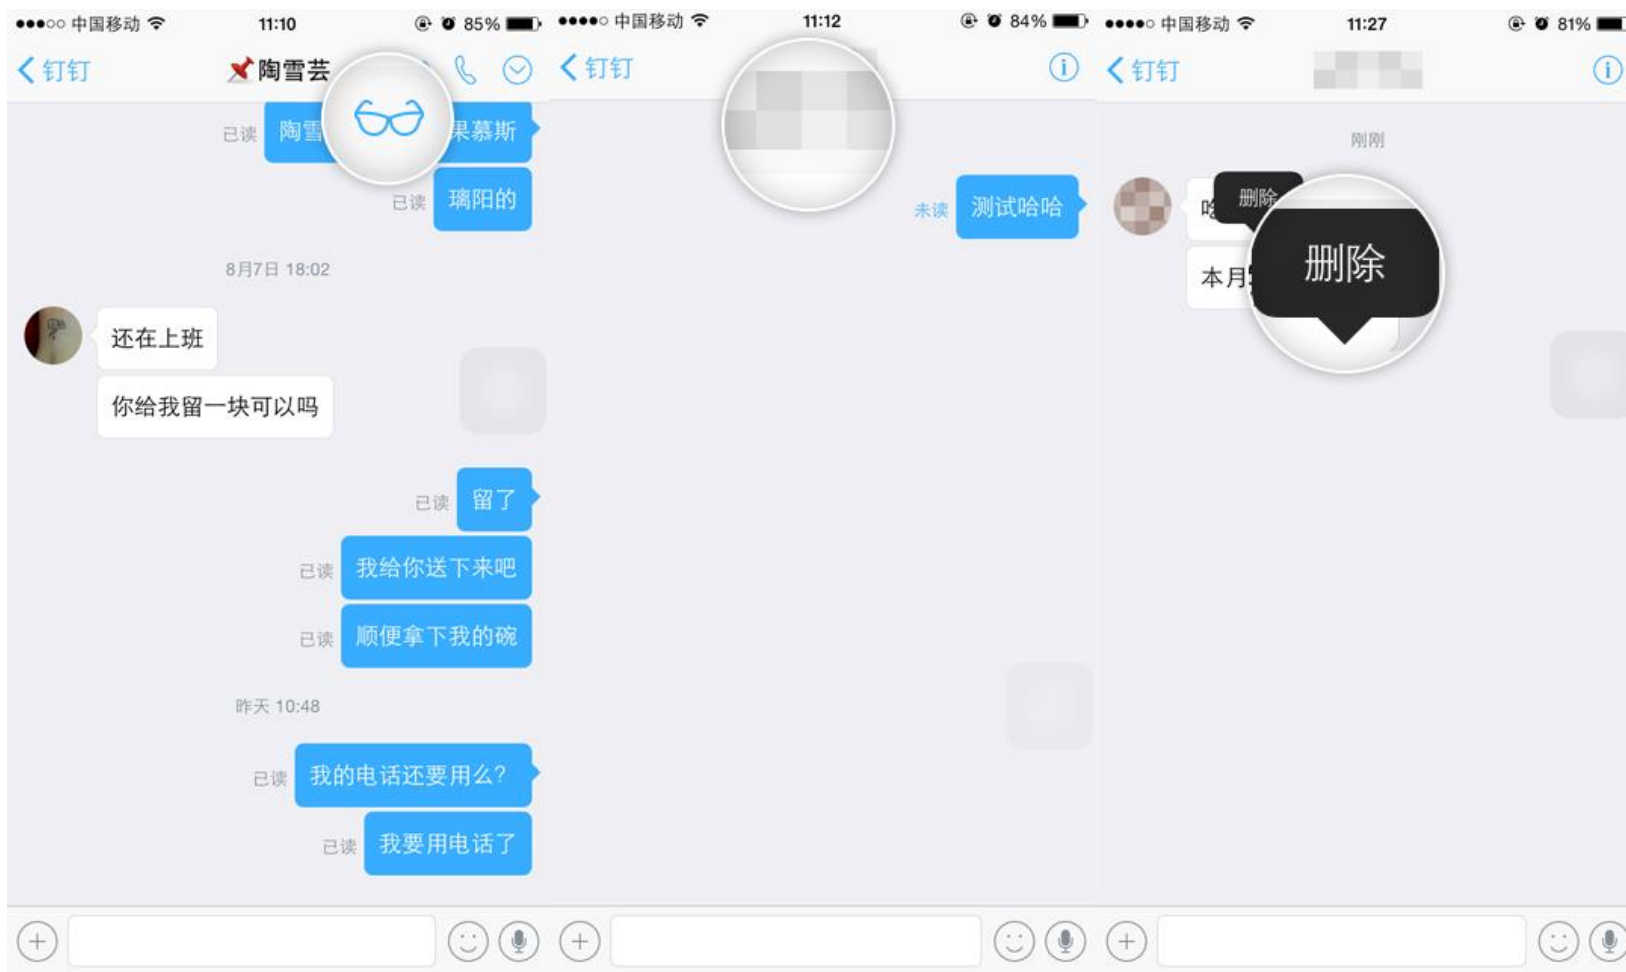 中国移动 11:10 85%
钉钉 陶雪芸
已读 陶雪 果慕斯
已读 璃阳的
8月7日 18:02
还在上班
你给我留一块可以吗
已读 留了
已读 我给你送下来吧
已读 顺便拿下我的碗
昨天 10:48
已读 我的电话还要用么?
已读 我要用电话了
中国移动 11:12 84%
钉钉
未读 测试哈哈
中国移动 11:27 81%
钉钉
刚刚
删除
删除
本月